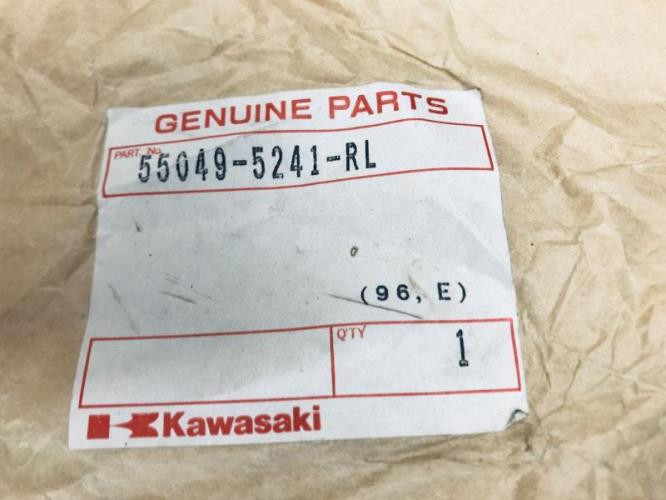 GENUINE PARTS
PART No.
55049-5241-RL
(96, E)
Q'TY
1
Kawasaki